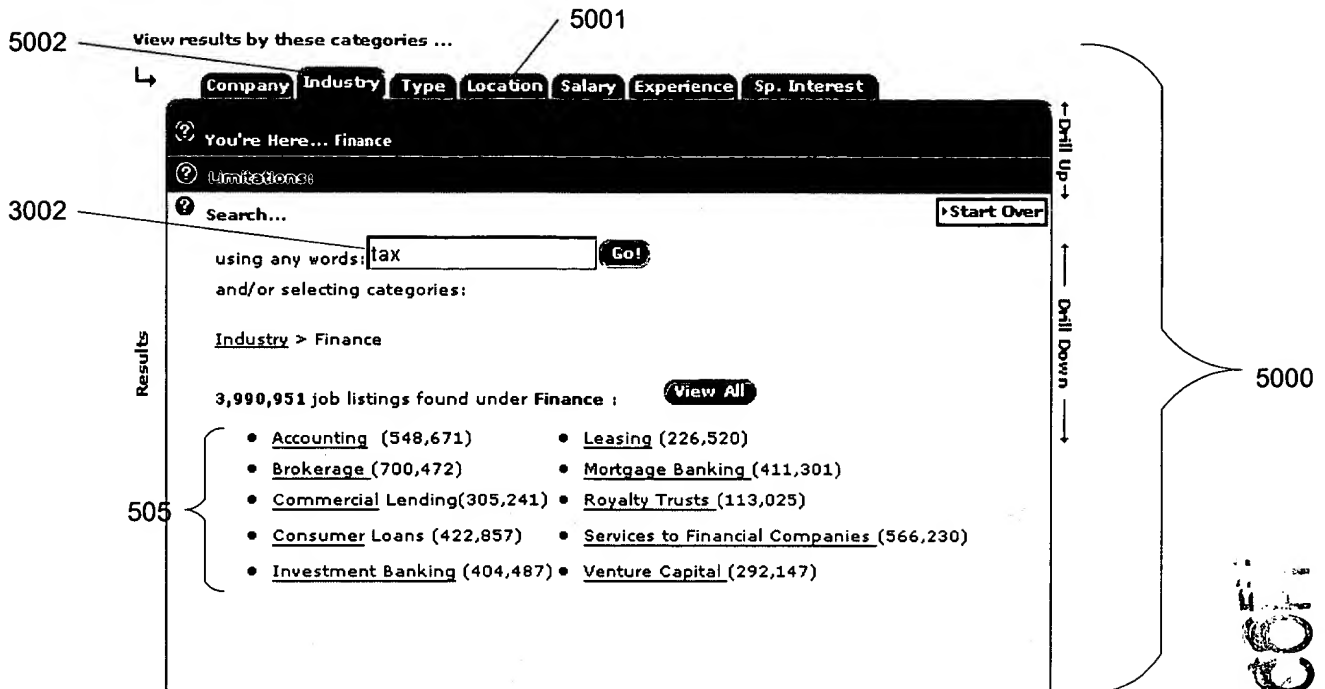 5001
5002
View results by these categories ...
Company Industry Type Location Salary Experience Sp. Interest
? You're Here... Finance
? Limitations:
? Search...
▸Start Over
3002
using any words: tax Go!
and/or selecting categories:
Industry > Finance
3,990,951 job listings found under Finance : View All
• Accounting (548,671) • Leasing (226,520)
• Brokerage (700,472) • Mortgage Banking (411,301)
• Commercial Lending(305,241) • Royalty Trusts (113,025)
• Consumer Loans (422,857) • Services to Financial Companies (566,230)
• Investment Banking (404,487) • Venture Capital (292,147)
505
Results
←Drill Up→
← Drill Down →
5000